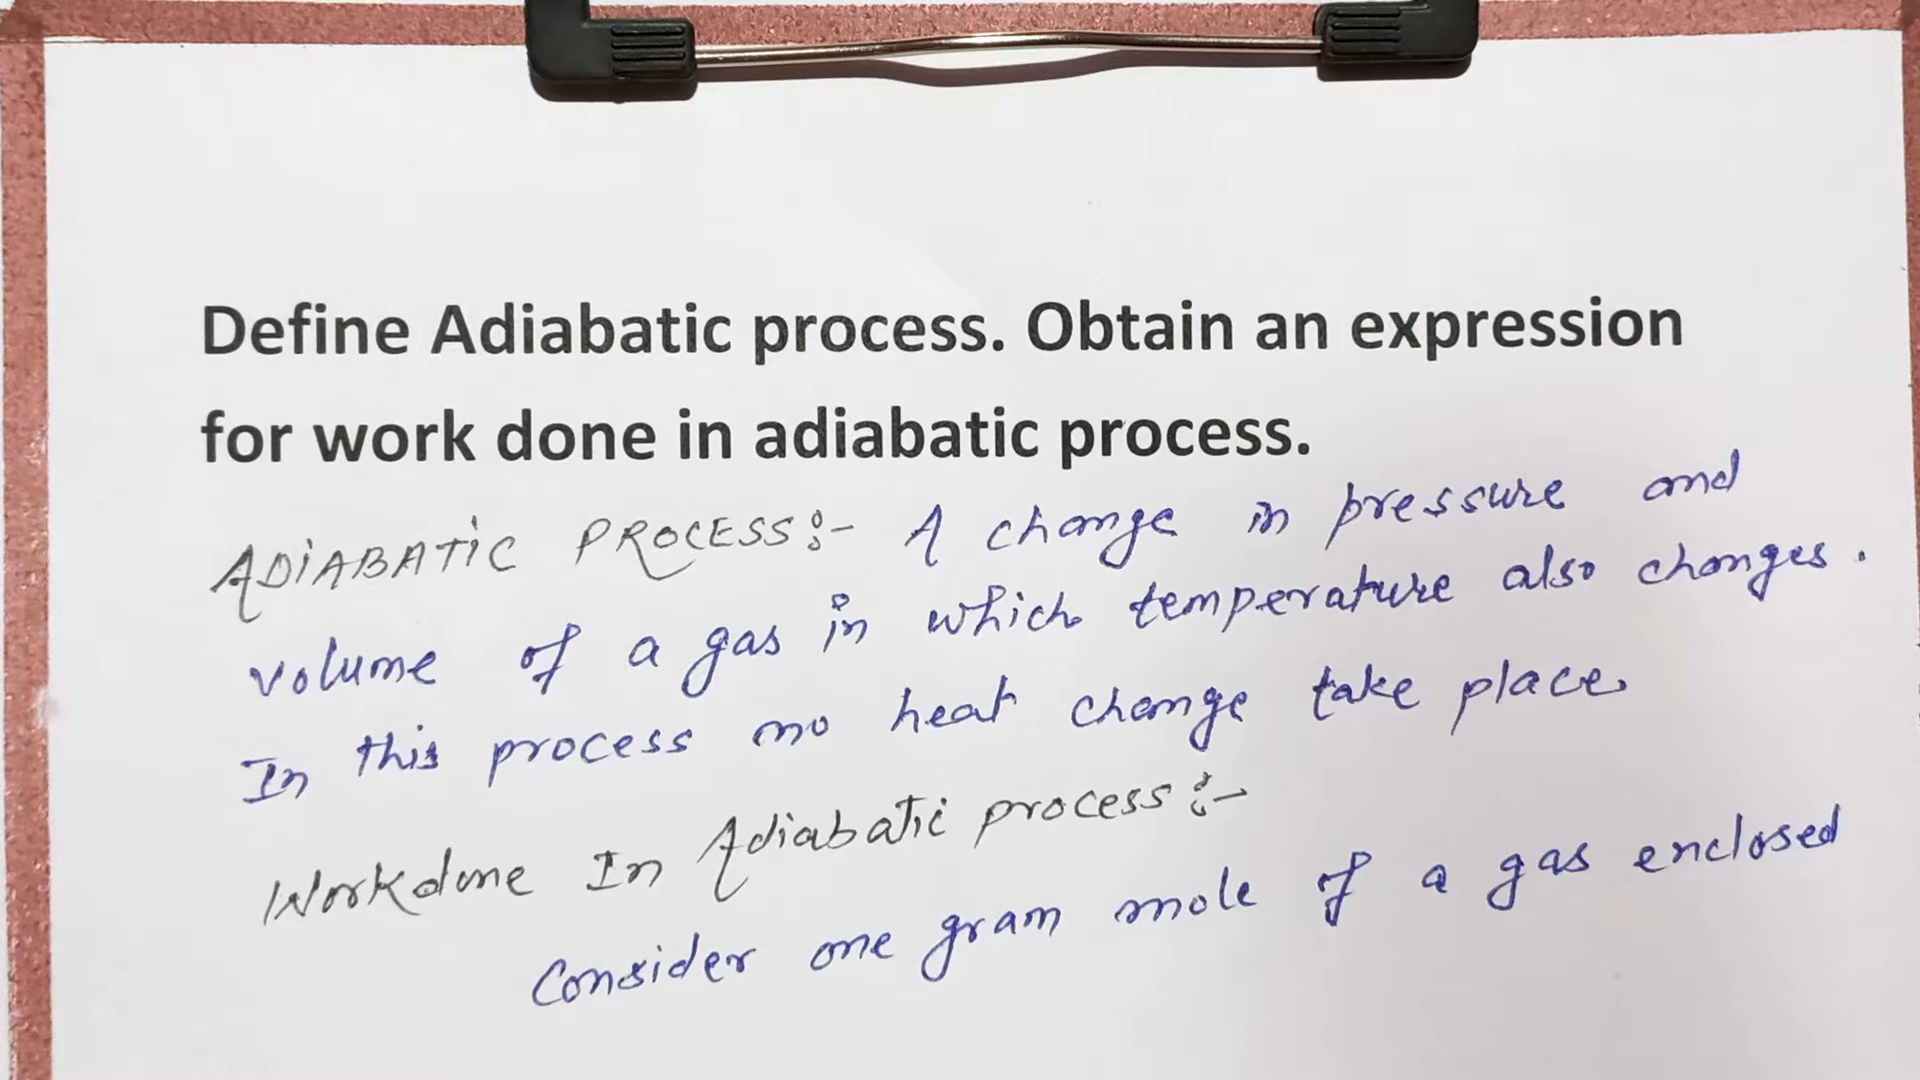 Define Adiabatic process. Obtain an expression
for work done in adiabatic process.
ADiABATiC PROCESS:- A change in pressure and
volume of a gas in which temperature also changes.
In this process no heat change take place.
Workdone In Adiabatic process:-
Consider one gram mole of a gas enclosed